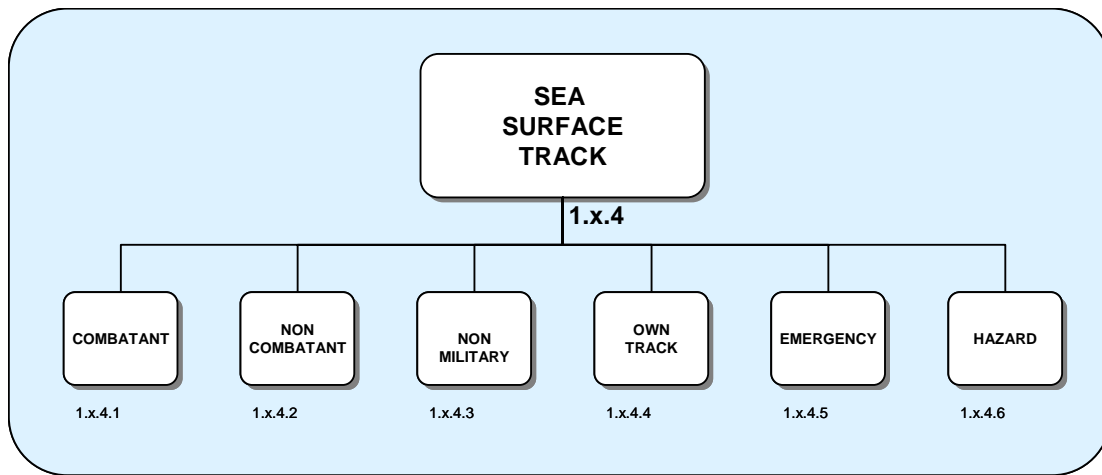 SEA
SURFACE
TRACK
1.x.4
COMBATANT
NON
COMBATANT
NON
MILITARY
OWN
TRACK
EMERGENCY
HAZARD
1.x.4.1
1.x.4.2
1.x.4.3
1.x.4.4
1.x.4.5
1.x.4.6